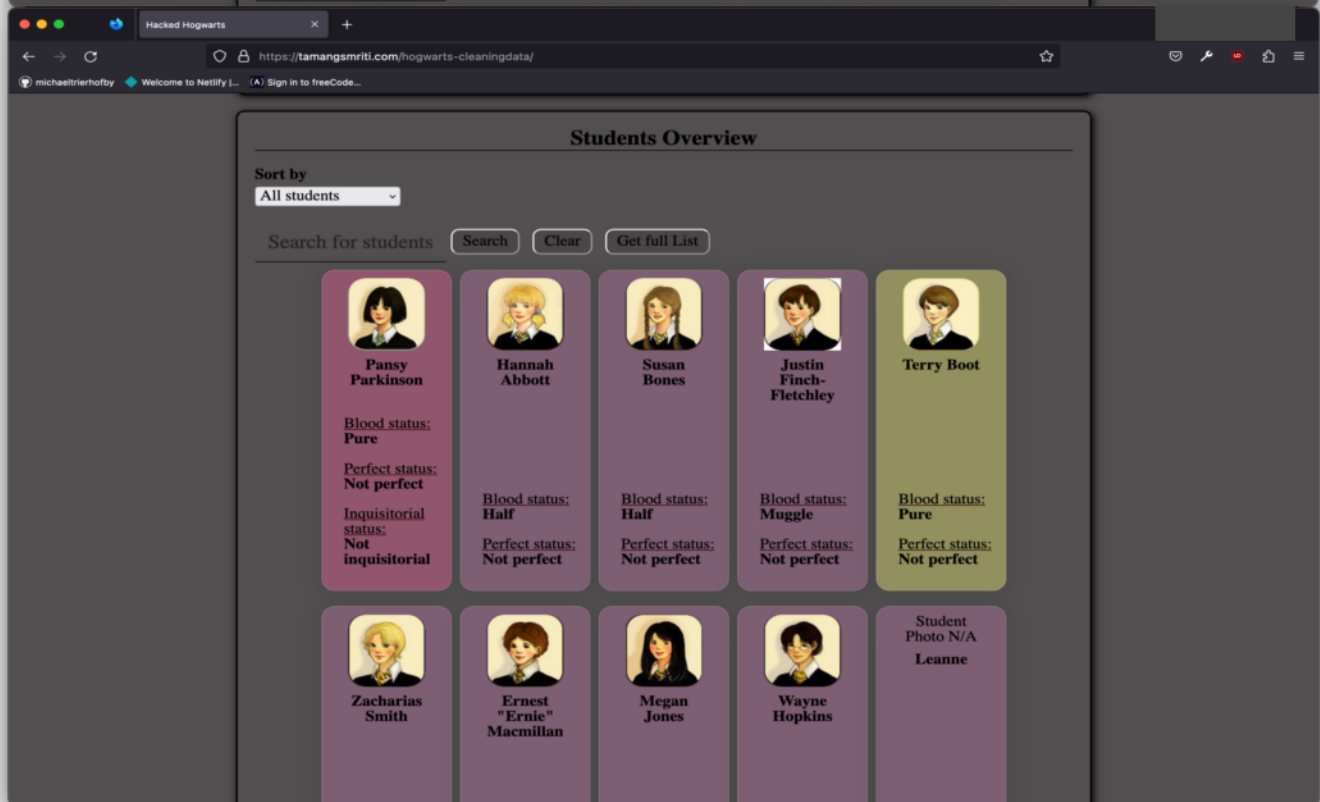 Hacked Hogwarts
https://tamangsmriti.com/hogwarts-cleaningdata/
michaeltrierhofby Welcome to Netlify |... (A) Sign in to freeCode...
Students Overview
Sort by
All students
Search for students Search Clear Get full List
Pansy
Parkinson
Blood status:
Pure
Perfect status:
Not perfect
Inquisitorial
status:
Not
inquisitorial
Hannah
Abbott
Blood status:
Half
Perfect status:
Not perfect
Susan
Bones
Blood status:
Half
Perfect status:
Not perfect
Justin
Finch-
Fletchley
Blood status:
Muggle
Perfect status:
Not perfect
Terry Boot
Blood status:
Pure
Perfect status:
Not perfect
Zacharias
Smith
Ernest
"Ernie"
Macmillan
Megan
Jones
Wayne
Hopkins
Student
Photo N/A
Leanne